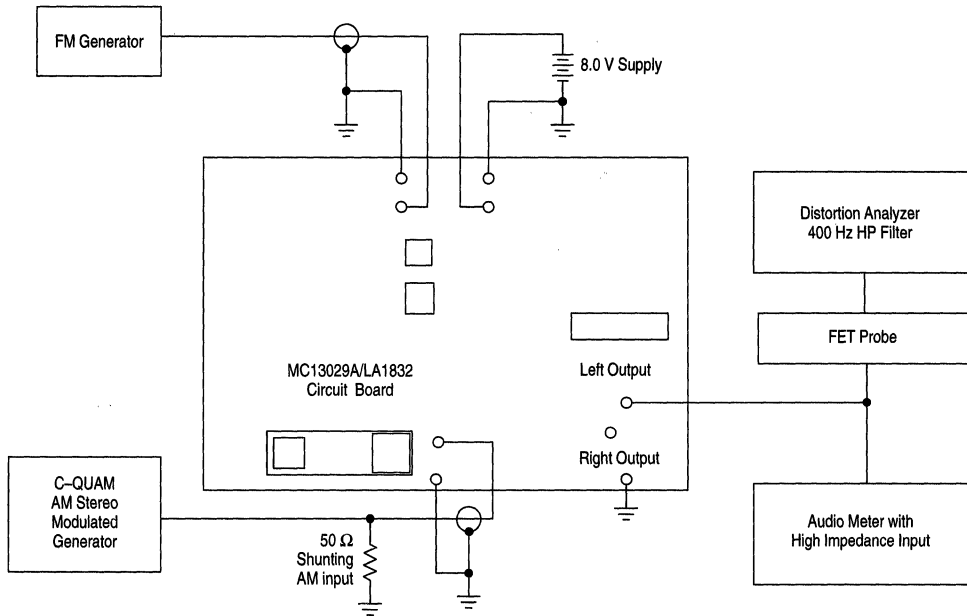 FM Generator
8.0 V Supply
Distortion Analyzer
400 Hz HP Filter
FET Probe
MC13029A/LA1832
Circuit Board
Left Output
Right Output
C–QUAM
AM Stereo
Modulated
Generator
50 Ω
Shunting
AM input
Audio Meter with
High Impedance Input